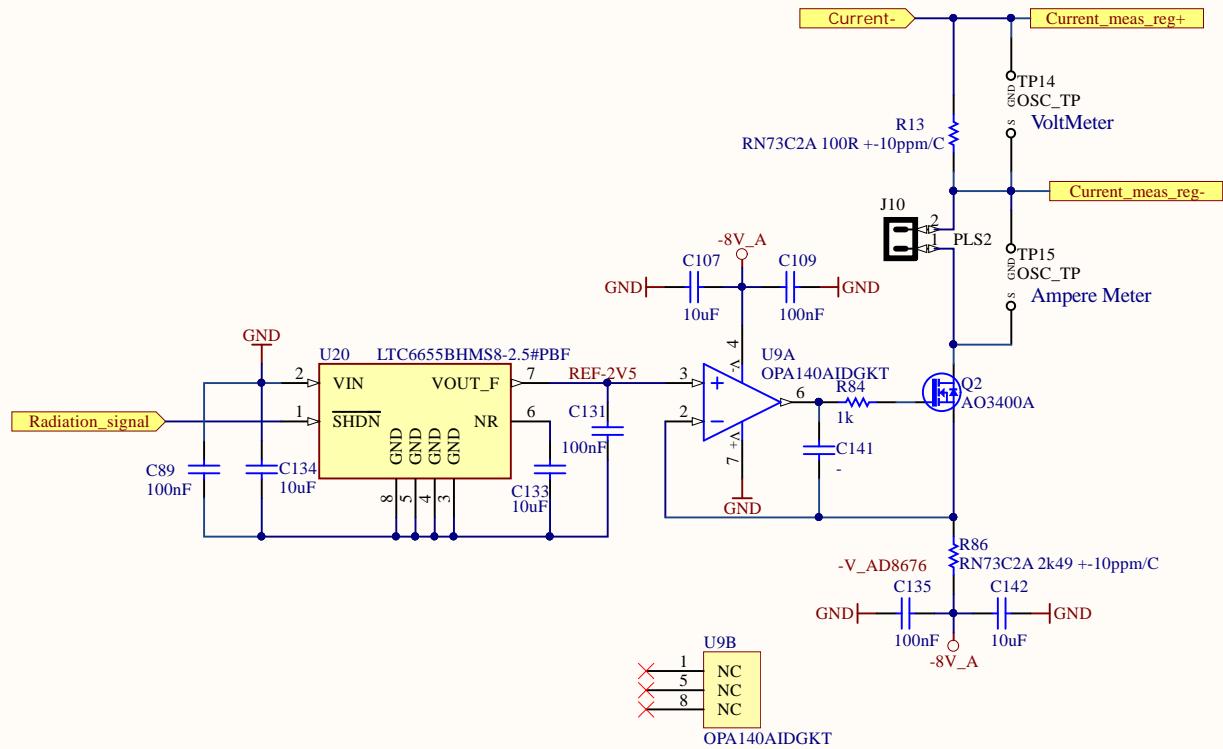 Current-
Current_meas_reg+
TP14
GND
OSC_TP
S
VoltMeter
R13
RN73C2A 100R +-10ppm/C
Current_meas_reg-
J10
2
1
PLS2
TP15
GND
OSC_TP
S
Ampere Meter
-8V_A
C107
C109
GND
GND
10uF
100nF
GND
U20
LTC6655BHMS8-2.5#PBF
4
V-
U9A
OPA140AIDGKT
2
VIN
VOUT_F
7
REF-2V5
3
6
R84
1k
Q2
AO3400A
Radiation_signal
1
SHDN
NR
6
C131
100nF
2
V+
7
C141
-
GND
GND
GND
GND
C89
100nF
C134
10uF
8
5
4
3
C133
10uF
GND
R86
RN73C2A 2k49 +-10ppm/C
-V_AD8676
C135
C142
GND
GND
100nF
10uF
-8V_A
U9B
1
NC
5
NC
8
NC
OPA140AIDGKT